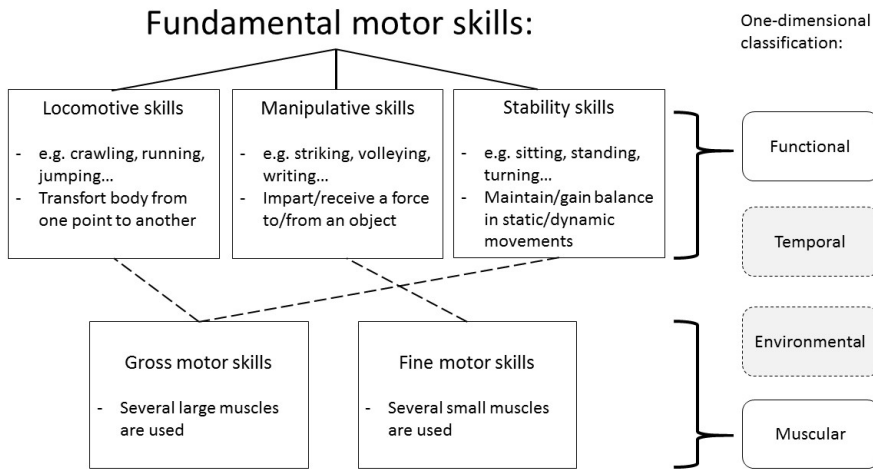 Fundamental motor skills:
One-dimensional
classification:
Locomotive skills
- e.g. crawling, running,
jumping...
- Transfort body from
one point to another
Manipulative skills
- e.g. striking, volleying,
writing...
- Impart/receive a force
to/from an object
Stability skills
- e.g. sitting, standing,
turning...
- Maintain/gain balance
in static/dynamic
movements
Functional
Temporal
Environmental
Muscular
Gross motor skills
- Several large muscles
are used
Fine motor skills
- Several small muscles
are used